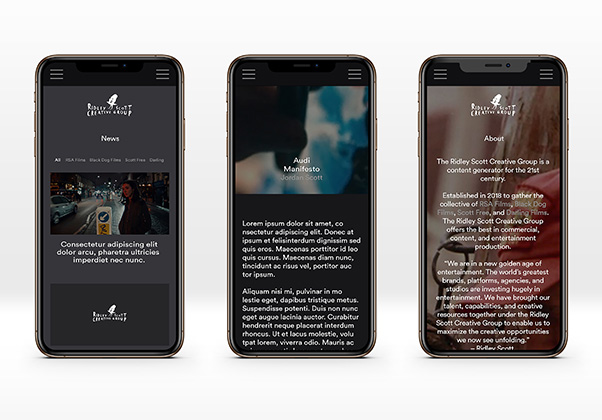 RIDLEY SCOTT
CREATIVE GROUP
News
All RSA Films Black Dog Films Scott Free Darling
Consectetur adipiscing elit
dolor arcu, pharetra ultricies
imperdiet nec nunc.
RIDLEY SCOTT
CREATIVE GROUP
Audi
Manifesto
Jordan Scott
Lorem ipsum dolor sit amet, co
nsectetur adipiscing elit. Donec at
ipsum et felisinterdum dignissim sed
quis eros. Maecenas porttitor id leo
quis cursus. Maecenas diam nunc,
tincidunt ac risus vel, portitor auc
tor ipsum.
Aliquam nisi mi, pulvinar in mo
lestie eget, dapibus tristique metus.
Suspendisse potenti. Duis non nunc
eget augue lacinia auctor. Curabitur
hendrerit neque placerat interdum
rhoncus. Ut et lacus molestie, volu
tpat lorem, viverra odio. Mauris
RIDLEY SCOTT
CREATIVE GROUP
About
The Ridley Scott Creative Group is a
content generator for the 21st
century.
Established in 2018 to gather the
collective of RSA Films, Black Dog
Films, Scott Free, and Darling Films.
The Ridley Scott Creative Group
offers the best in commercial,
content, and entertainment
production.
"We are in a new golden age of
entertainment. The world's greatest
brands, platforms, agencies, and
studios are investing hugely in
entertainment. We have brought our
talent, capabilities, and creative
resources together under the Ridley
Scott Creative Group to enable us to
maximize the creative opportunities
we now see unfolding."
– Ridley Scott